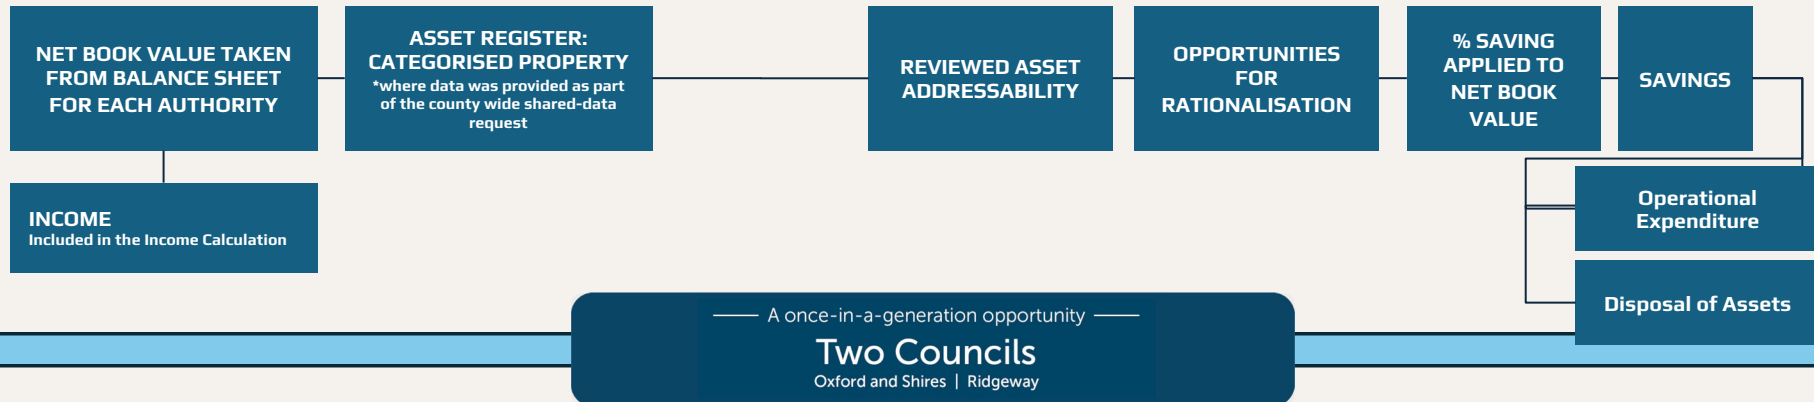 NET BOOK VALUE TAKEN
FROM BALANCE SHEET
FOR EACH AUTHORITY
ASSET REGISTER:
CATEGORISED PROPERTY
*where data was provided as part
of the county wide shared-data
request
REVIEWED ASSET
ADDRESSABILITY
OPPORTUNITIES
FOR
RATIONALISATION
% SAVING
APPLIED TO
NET BOOK
VALUE
SAVINGS
INCOME
Included in the Income Calculation
Operational
Expenditure
Disposal of Assets
A once-in-a-generation opportunity
Two Councils
Oxford and Shires | Ridgeway